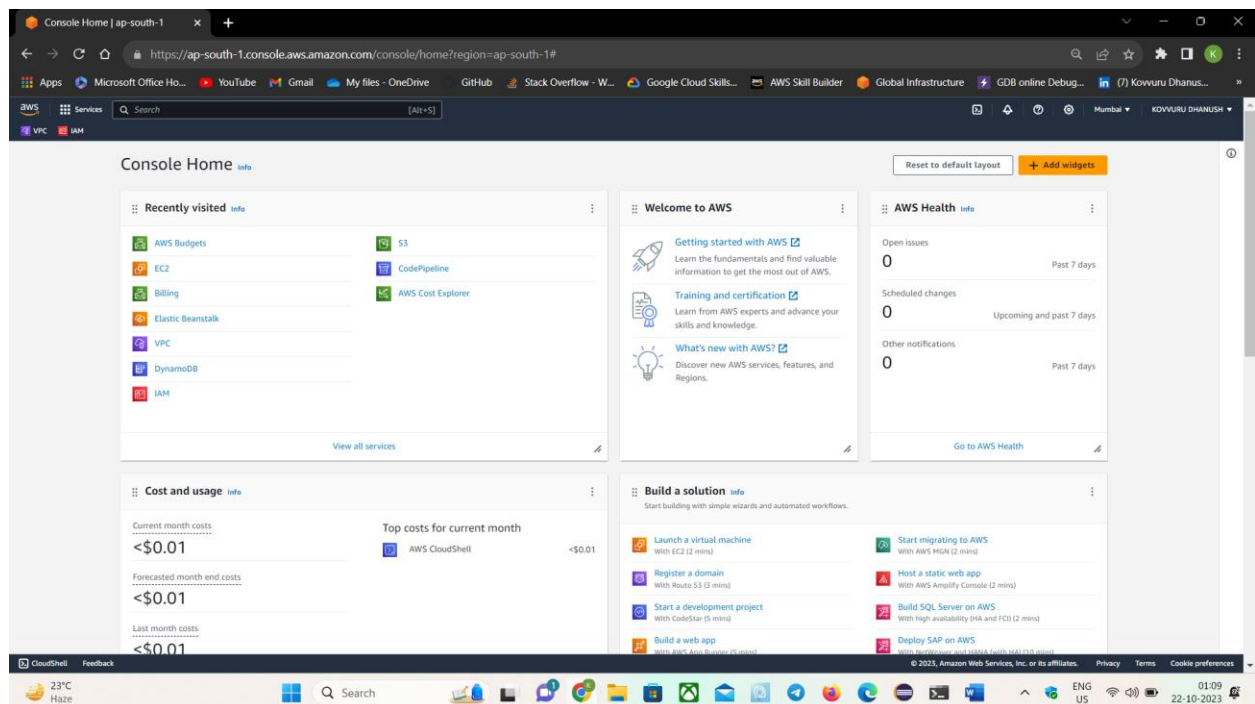 Console Home | ap-south-1
https://ap-south-1.console.aws.amazon.com/console/home?region=ap-south-1#
Apps Microsoft Office Ho... YouTube Gmail My files - OneDrive GitHub Stack Overflow - W... Google Cloud Skills... AWS Skill Builder Global Infrastructure GDB online Debug... (7) Kovvuru Dhanus... »
aws Services Search [Alt+S] Mumbai KOVVURU DHANUSH
VPC IAM
Console Home Info Reset to default layout + Add widgets
Recently visited Info
AWS Budgets
EC2
Billing
Elastic Beanstalk
VPC
DynamoDB
IAM
S3
CodePipeline
AWS Cost Explorer
View all services
Welcome to AWS
Getting started with AWS
Learn the fundamentals and find valuable
information to get the most out of AWS.
Training and certification
Learn from AWS experts and advance your
skills and knowledge.
What's new with AWS?
Discover new AWS services, features, and
Regions.
AWS Health Info
Open issues
0 Past 7 days
Scheduled changes
0 Upcoming and past 7 days
Other notifications
0 Past 7 days
Go to AWS Health
Cost and usage Info
Current month costs
<$0.01
Forecasted month end costs
<$0.01
Last month costs
<$0.01
Top costs for current month
AWS CloudShell <$0.01
Build a solution Info
Start building with simple wizards and automated workflows.
Launch a virtual machine
With EC2 (2 mins)
Register a domain
With Route 53 (3 mins)
Start a development project
With CodeStar (5 mins)
Build a web app
With AWS App Runner (5 mins)
Start migrating to AWS
With AWS MGN (2 mins)
Host a static web app
With AWS Amplify Console (2 mins)
Build SQL Server on AWS
With high availability (HA and FCI) (2 mins)
Deploy SAP on AWS
With NetWeaver and HANA (with HA) (10 mins)
CloudShell Feedback © 2023, Amazon Web Services, Inc. or its affiliates. Privacy Terms Cookie preferences
23°C
Haze
Search
ENG
US
01:09
22-10-2023